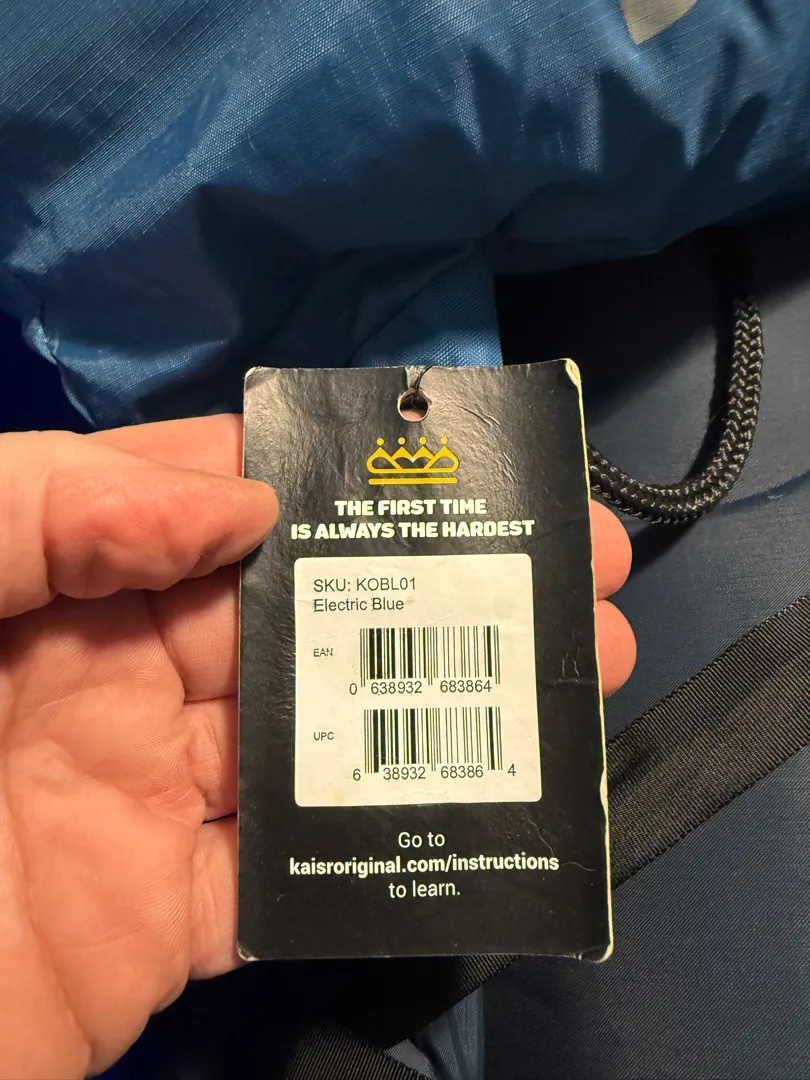 THE FIRST TIME
IS ALWAYS THE HARDEST
SKU: KOBL01
Electric Blue
EAN
0 638932 683864
UPC
6 38932 68386 4
Go to
kaisroriginal.com/instructions
to learn.